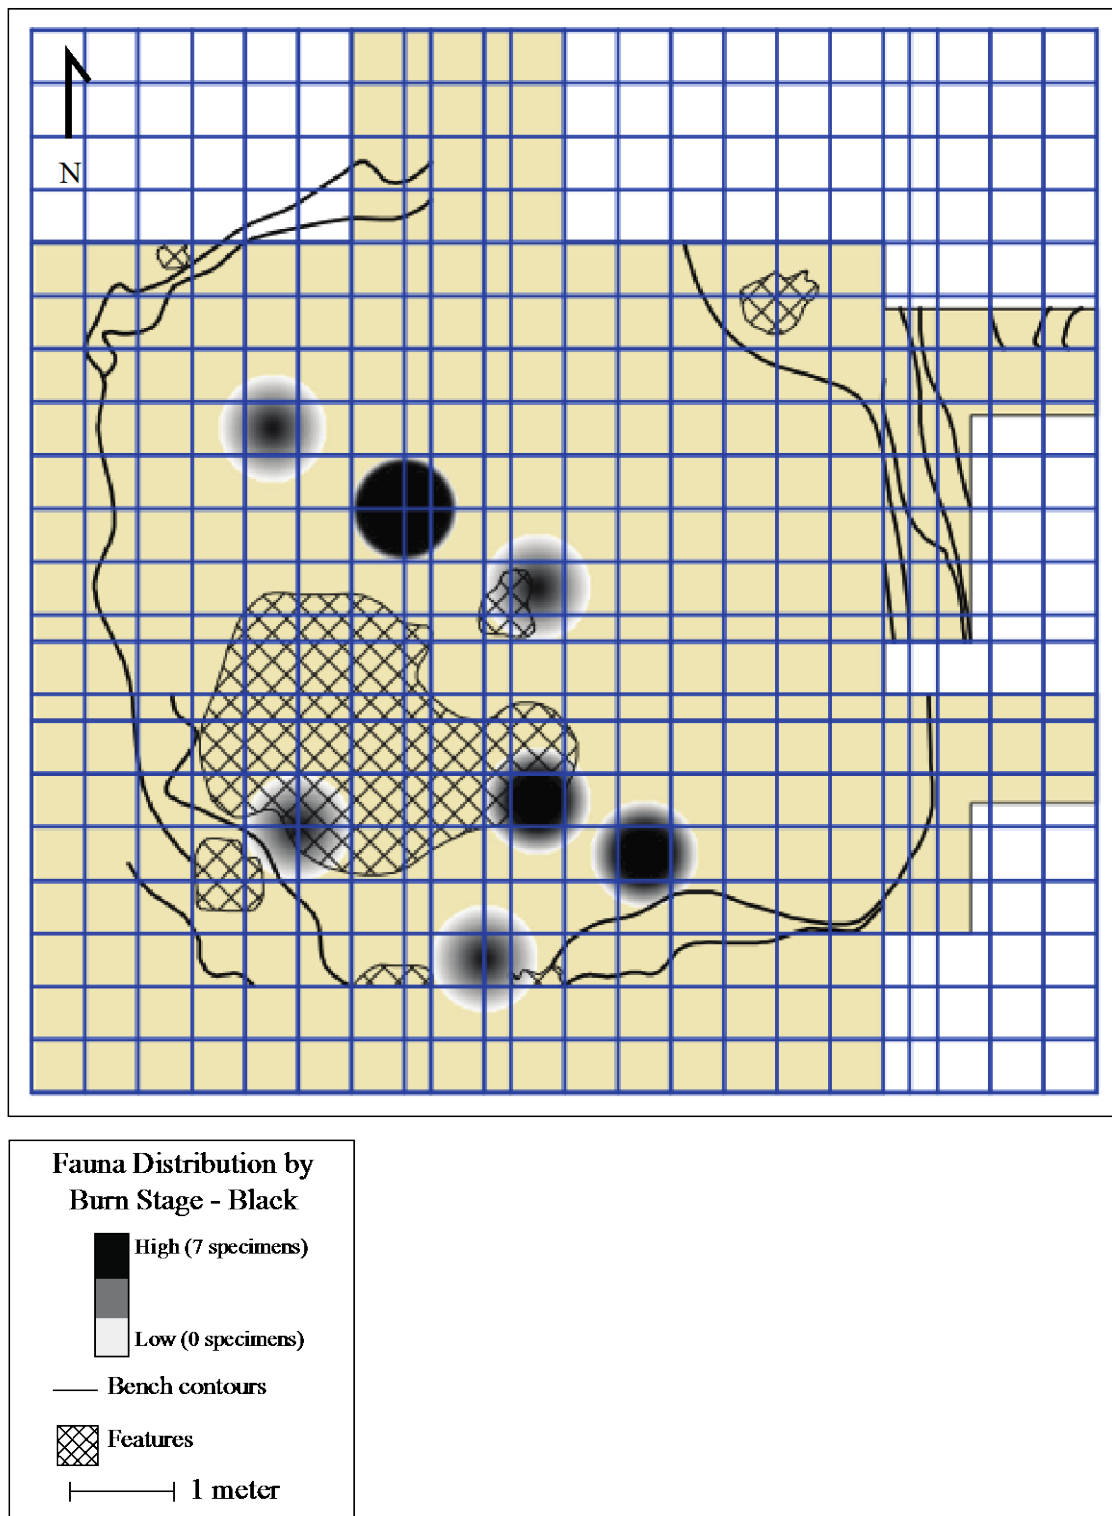 N
Fauna Distribution by
Burn Stage - Black
High (7 specimens)
Low (0 specimens)
Bench contours
Features
1 meter